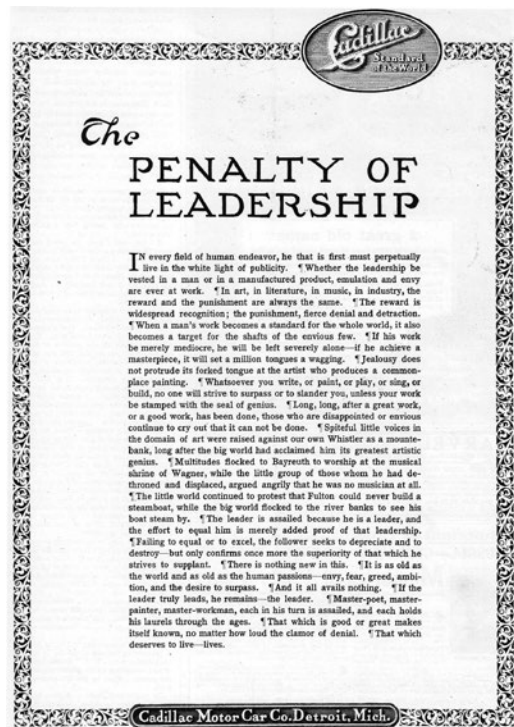 Cadillac
Standard
of the World
The
PENALTY OF
LEADERSHIP
IN every field of human endeavor, he that is first must perpetually
live in the white light of publicity. ¶Whether the leadership be
vested in a man or in a manufactured product, emulation and envy
are ever at work. ¶In art, in literature, in music, in industry, the
reward and the punishment are always the same. ¶The reward is
widespread recognition; the punishment, fierce denial and detraction.
¶When a man's work becomes a standard for the whole world, it also
becomes a target for the shafts of the envious few. ¶If his work
be merely mediocre, he will be left severely alone—if he achieve a
masterpiece, it will set a million tongues a wagging. ¶Jealousy does
not protrude its forked tongue at the artist who produces a common-
place painting. ¶Whatsoever you write, or paint, or play, or sing, or
build, no one will strive to surpass or to slander you, unless your work
be stamped with the seal of genius. ¶Long, long, after a great work,
or a good work, has been done, those who are disappointed or envious
continue to cry out that it can not be done. ¶Spiteful little voices in
the domain of art were raised against our own Whistler as a mounte-
bank, long after the big world had acclaimed him its greatest artistic
genius. ¶Multitudes flocked to Bayreuth to worship at the musical
shrine of Wagner, while the little group of those whom he had de-
throned and displaced, argued angrily that he was no musician at all.
¶The little world continued to protest that Fulton could never build a
steamboat, while the big world flocked to the river banks to see his
boat steam by. ¶The leader is assailed because he is a leader, and
the effort to equal him is merely added proof of that leadership.
¶Failing to equal or to excel, the follower seeks to depreciate and to
destroy—but only confirms once more the superiority of that which he
strives to supplant. ¶There is nothing new in this. ¶It is as old as
the world and as old as the human passions—envy, fear, greed, ambi-
tion, and the desire to surpass. ¶And it all avails nothing. ¶If the
leader truly leads, he remains—the leader. ¶Master-poet, master-
painter, master-workman, each in his turn is assailed, and each holds
his laurels through the ages. ¶That which is good or great makes
itself known, no matter how loud the clamor of denial. ¶That which
deserves to live—lives.
Cadillac Motor Car Co. Detroit, Mich.